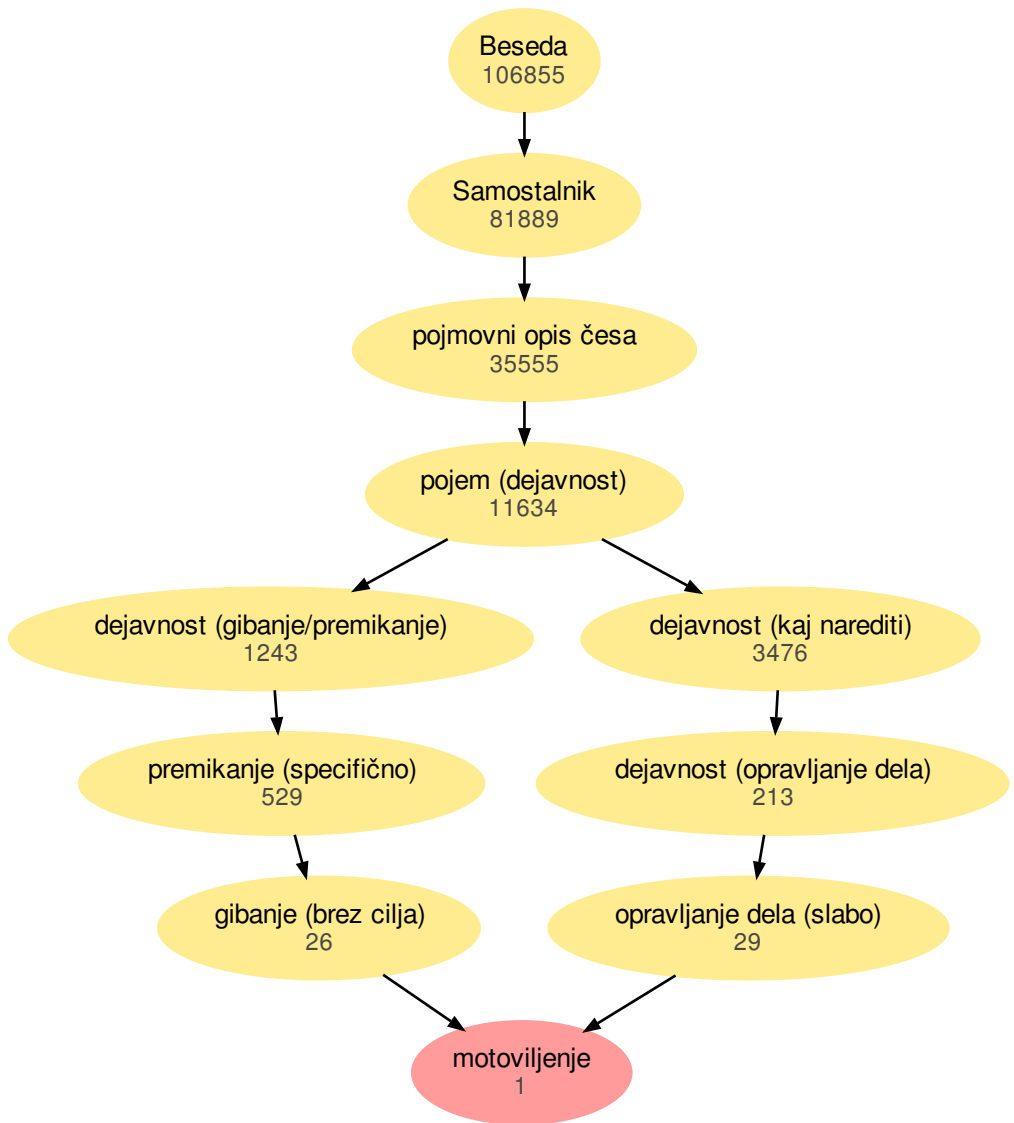 Beseda
106855
Samostalnik
81889
pojmovni opis česa
35555
pojem (dejavnost)
11634
dejavnost (gibanje/premikanje)
1243
dejavnost (kaj narediti)
3476
premikanje (specifično)
529
dejavnost (opravljanje dela)
213
gibanje (brez cilja)
26
opravljanje dela (slabo)
29
motoviljenje
1